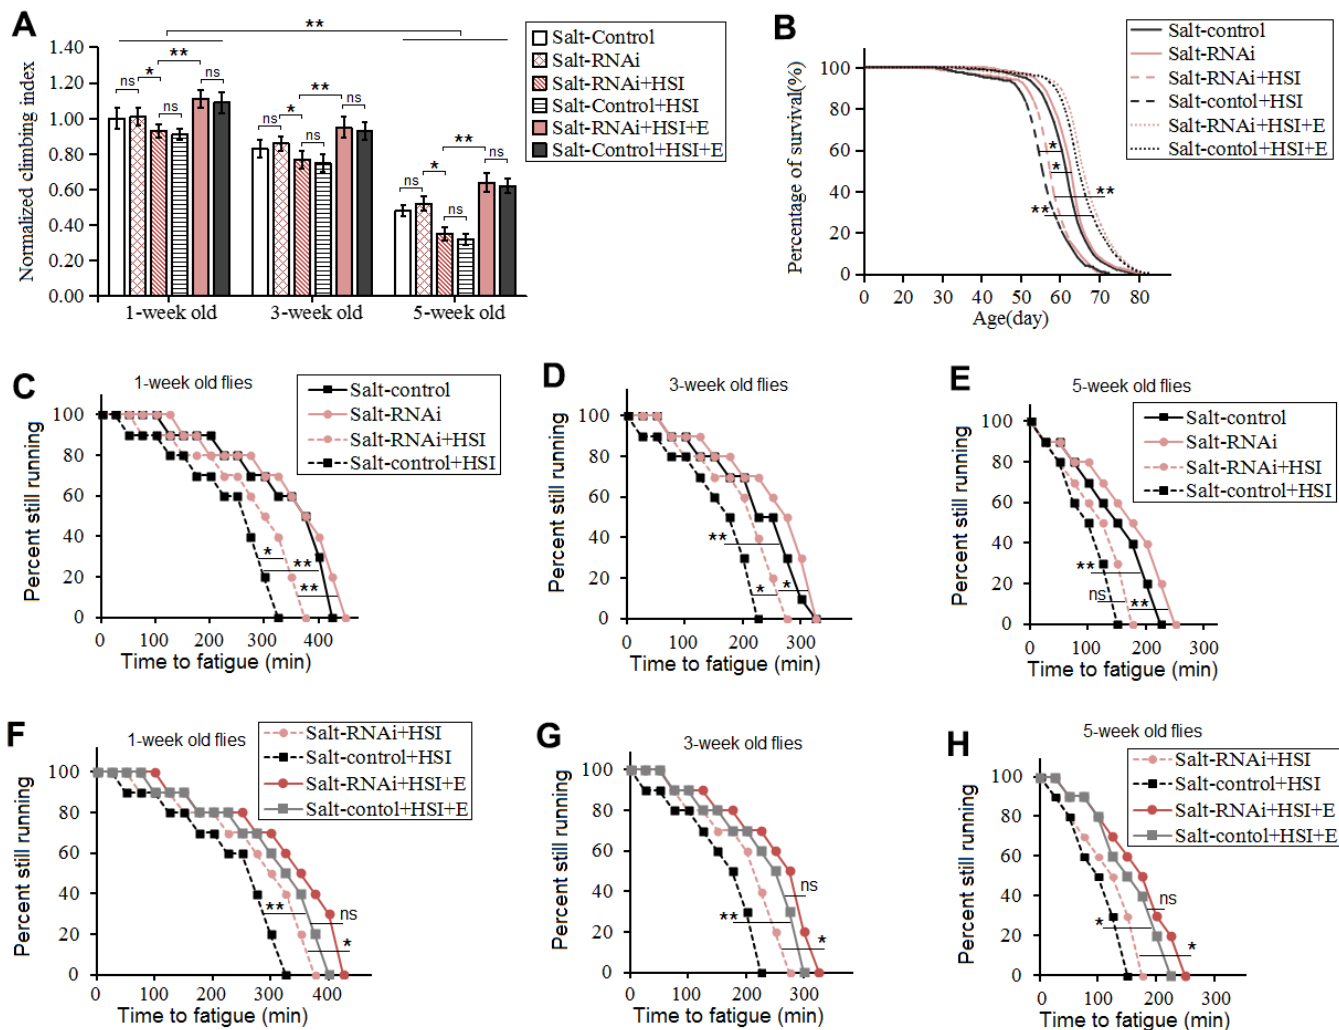 A
**
Normalized climbing index
1.40
1.20
1.00
0.80
0.60
0.40
0.20
0.00
ns
*
**
ns
ns
ns
*
**
ns
ns
ns
*
**
ns
ns
1-week old
3-week old
5-week old
Salt-Control
Salt-RNAi
Salt-RNAi+HSI
Salt-Control+HSI
Salt-RNAi+HSI+E
Salt-Control+HSI+E
B
Percentage of survival(%)
100
80
60
40
20
0
0 10 20 30 40 50 60 70 80
Age(day)
*
*
**
**
Salt-control
Salt-RNAi
Salt-RNAi+HSI
Salt-contol+HSI
Salt-RNAi+HSI+E
Salt-contol+HSI+E
C
1-week old flies
Salt-control
Salt-RNAi
Salt-RNAi+HSI
Salt-control+HSI
Percent still running
100
80
60
40
20
0
*
**
**
0 100 200 300 400
Time to fatigue (min)
D
3-week old flies
Percent still running
100
80
60
40
20
0
**
*
*
0 100 200 300
Time to fatigue (min)
E
5-week old flies
Salt-control
Salt-RNAi
Salt-RNAi+HSI
Salt-control+HSI
Percent still running
100
80
60
40
20
0
**
ns
**
0 100 200 300
Time to fatigue (min)
F
1-week old flies
Salt-RNAi+HSI
Salt-control+HSI
Salt-RNAi+HSI+E
Salt-contol+HSI+E
Percent still running
100
80
60
40
20
0
**
ns
*
0 100 200 300 400
Time to fatigue (min)
G
3-week old flies
Percent still running
100
80
60
40
20
0
ns
**
*
0 100 200 300
Time to fatigue (min)
H
5-week old flies
Salt-RNAi+HSI
Salt-control+HSI
Salt-RNAi+HSI+E
Salt-contol+HSI+E
Percent still running
100
80
60
40
20
0
ns
*
*
0 100 200 300
Time to fatigue (min)